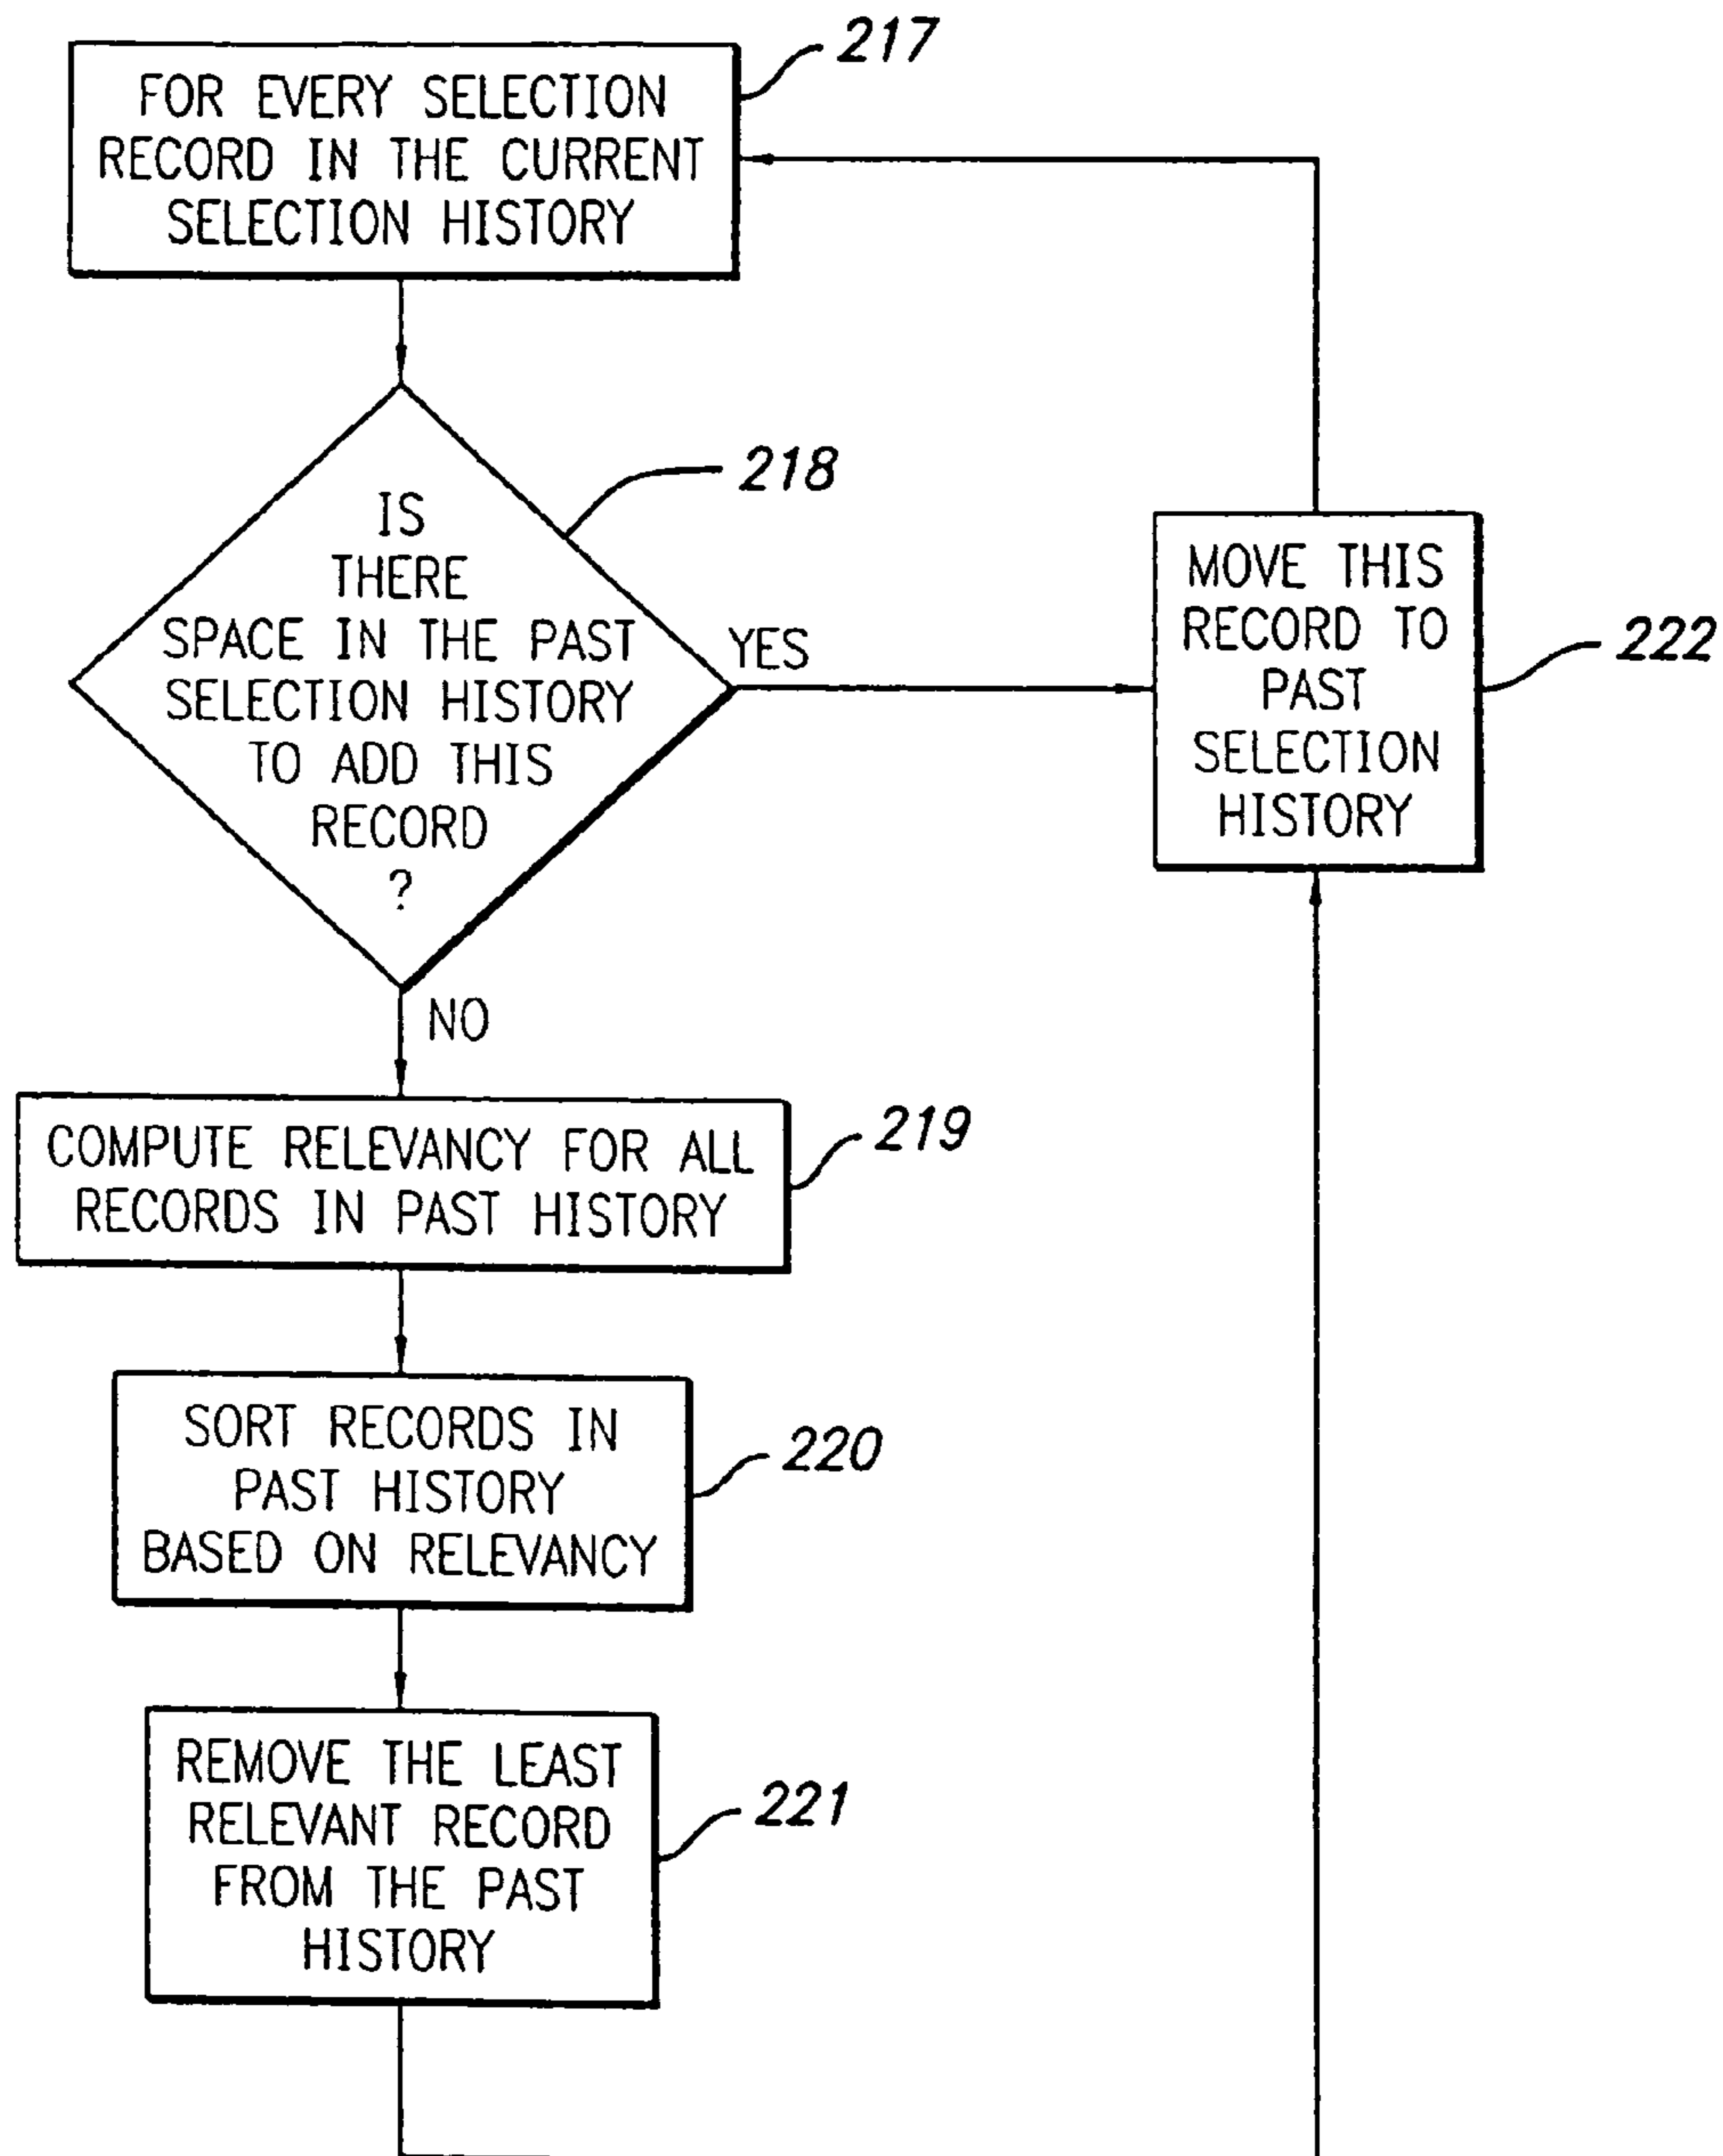 217
FOR EVERY SELECTION
RECORD IN THE CURRENT
SELECTION HISTORY
218
IS
THERE
SPACE IN THE PAST
SELECTION HISTORY
TO ADD THIS
RECORD
?
YES
MOVE THIS
RECORD TO
PAST
SELECTION
HISTORY
222
NO
219
COMPUTE RELEVANCY FOR ALL
RECORDS IN PAST HISTORY
220
SORT RECORDS IN
PAST HISTORY
BASED ON RELEVANCY
221
REMOVE THE LEAST
RELEVANT RECORD
FROM THE PAST
HISTORY